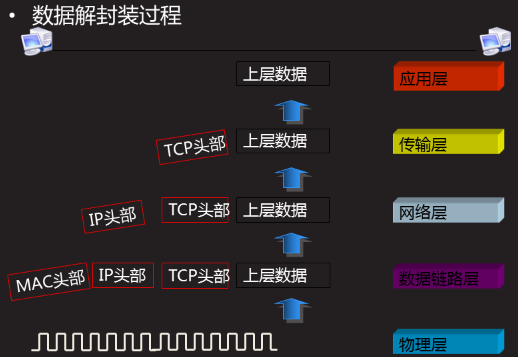 • 数据解封装过程
上层数据 应用层
TCP头部 上层数据 传输层
IP头部 TCP头部 上层数据 网络层
MAC头部 IP头部 TCP头部 上层数据 数据链路层
物理层